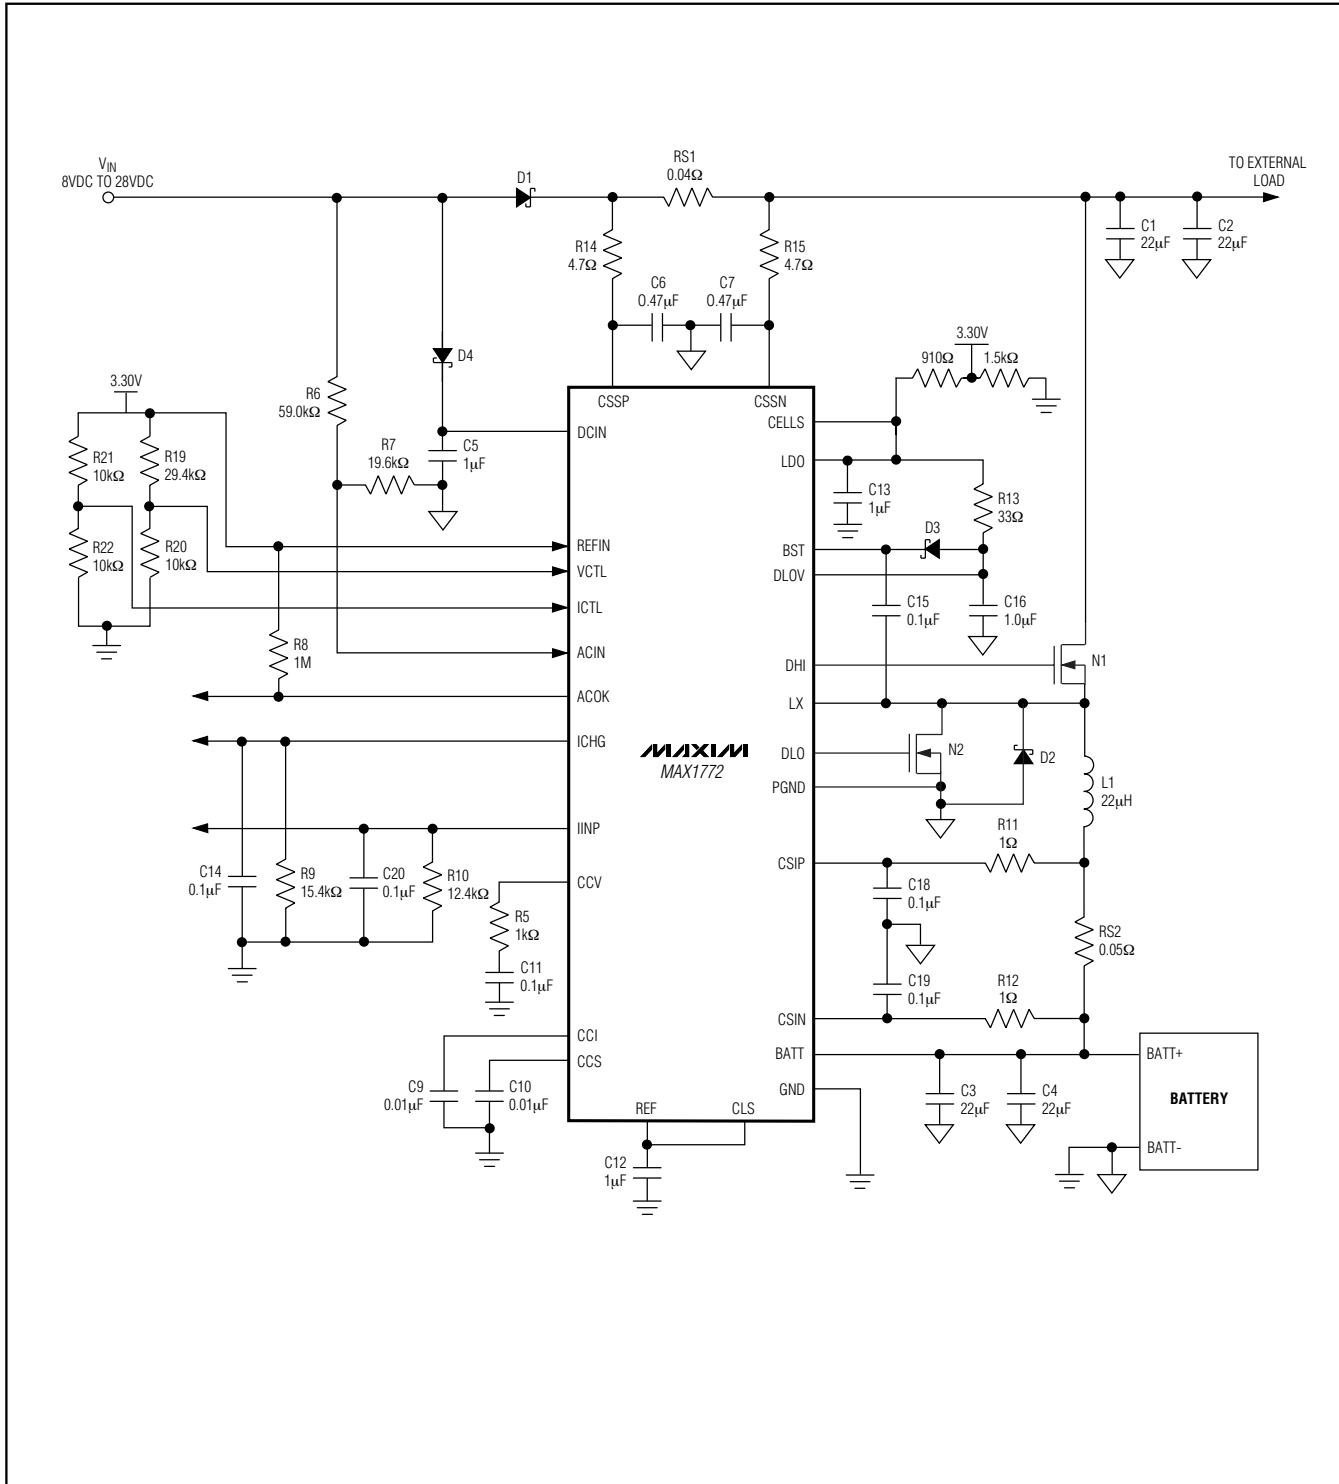 V_IN
8VDC TO 28VDC
D1
RS1
0.04Ω
TO EXTERNAL
LOAD
R14
4.7Ω
R15
4.7Ω
C1
22µF
C2
22µF
C6
0.47µF
C7
0.47µF
3.30V
910Ω
1.5kΩ
D4
3.30V
R6
59.0kΩ
R21
10kΩ
R19
29.4kΩ
R7
19.6kΩ
C5
1µF
R22
10kΩ
R20
10kΩ
R8
1M
C13
1µF
R13
33Ω
D3
C15
0.1µF
C16
1.0µF
N1
N2
D2
L1
22µH
CSSP
CSSN
DCIN
REFIN
VCTL
ICTL
ACIN
ACOK
ICHG
IINP
CCV
CCI
CCS
REF
CLS
MAXIM
MAX1772
CELLS
LDO
BST
DLOV
DHI
LX
DLO
PGND
CSIP
CSIN
BATT
GND
C14
0.1µF
R9
15.4kΩ
C20
0.1µF
R10
12.4kΩ
R5
1kΩ
C11
0.1µF
C9
0.01µF
C10
0.01µF
C12
1µF
R11
1Ω
C18
0.1µF
RS2
0.05Ω
C19
0.1µF
R12
1Ω
C3
22µF
C4
22µF
BATT+
BATTERY
BATT-